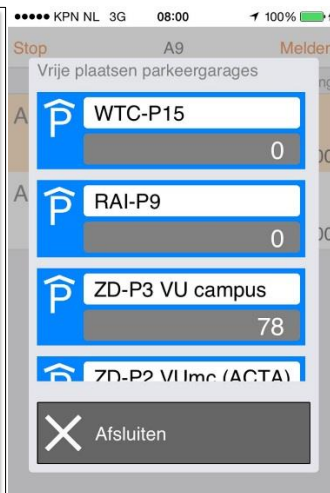 KPN NL 3G 08:00 100%
Stop A9 Melden
Vrije plaatsen parkeergarages
P WTC-P15
0
P RAI-P9
0
P ZD-P3 VU campus
78
ZD-P2 VUmc (ACTA)
Afsluiten